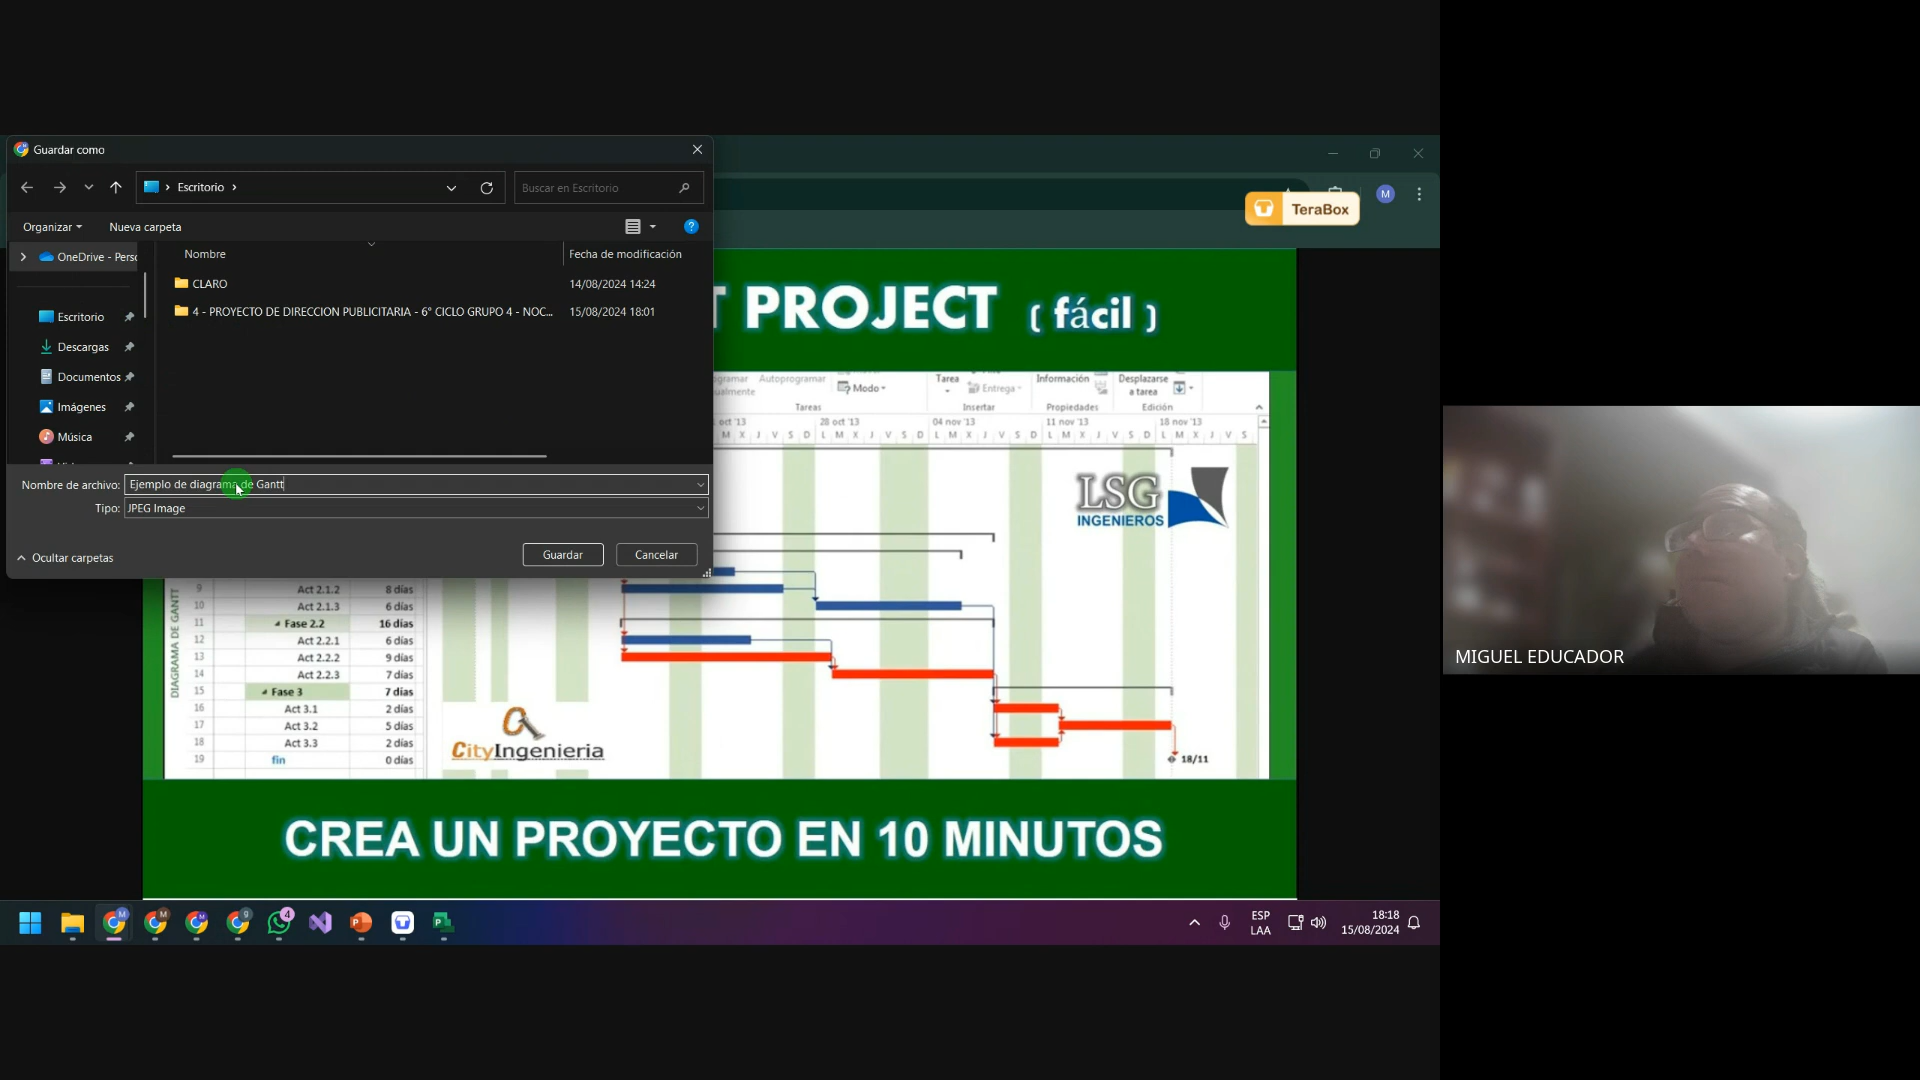 Guardar como
Escritorio
Buscar en Escritorio
M
TeraBox
Organizar
Nueva carpeta
?
OneDrive - Perso
Nombre
Fecha de modificación
CLARO
14/08/2024 14:24
4 - PROYECTO DE DIRECCION PUBLICITARIA - 6° CICLO GRUPO 4 - NOC...
15/08/2024 18:01
Escritorio
Descargas
Documentos
Imágenes
Música
Nombre de archivo:
Ejemplo de diagrama de Gantt
Tipo:
JPEG Image
Ocultar carpetas
Guardar
Cancelar
T PROJECT ( fácil )
Autoprogramar
Modo
Tareas
Tarea
Entrega
Insertar
Información
Propiedades
Desplazarse
a tarea
Edición
oct '13
28 oct '13
04 nov '13
11 nov '13
18 nov '13
M X J V S D L M X J V S D L M X J V S D L M X J V S D L M X J V S
LSG
INGENIEROS
DIAGRAMA DE GANTT
9 Act 2.1.2 8 días
10 Act 2.1.3 6 días
11 Fase 2.2 16 días
12 Act 2.2.1 6 días
13 Act 2.2.2 9 días
14 Act 2.2.3 7 días
15 Fase 3 7 días
16 Act 3.1 2 días
17 Act 3.2 5 días
18 Act 3.3 2 días
19 fin 0 días
CityIngenieria
18/11
CREA UN PROYECTO EN 10 MINUTOS
MIGUEL EDUCADOR
ESP
LAA
18:18
15/08/2024